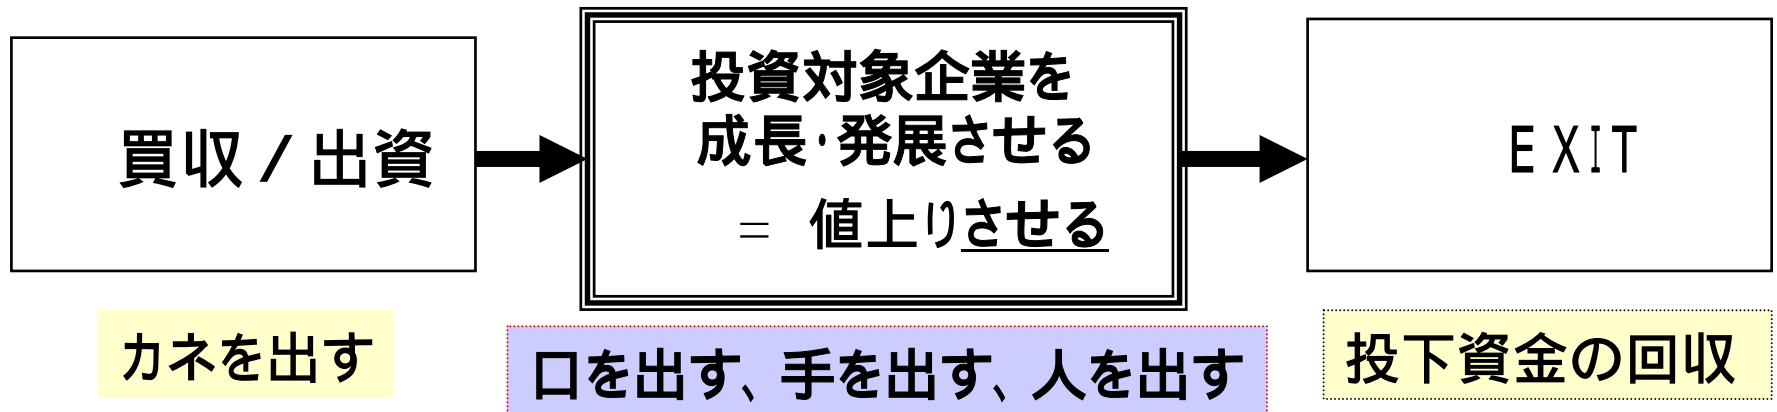 買収/出資
投資対象企業を
成長・発展させる
= 値上りさせる
EXIT
カネを出す
口を出す、手を出す、人を出す
投下資金の回収